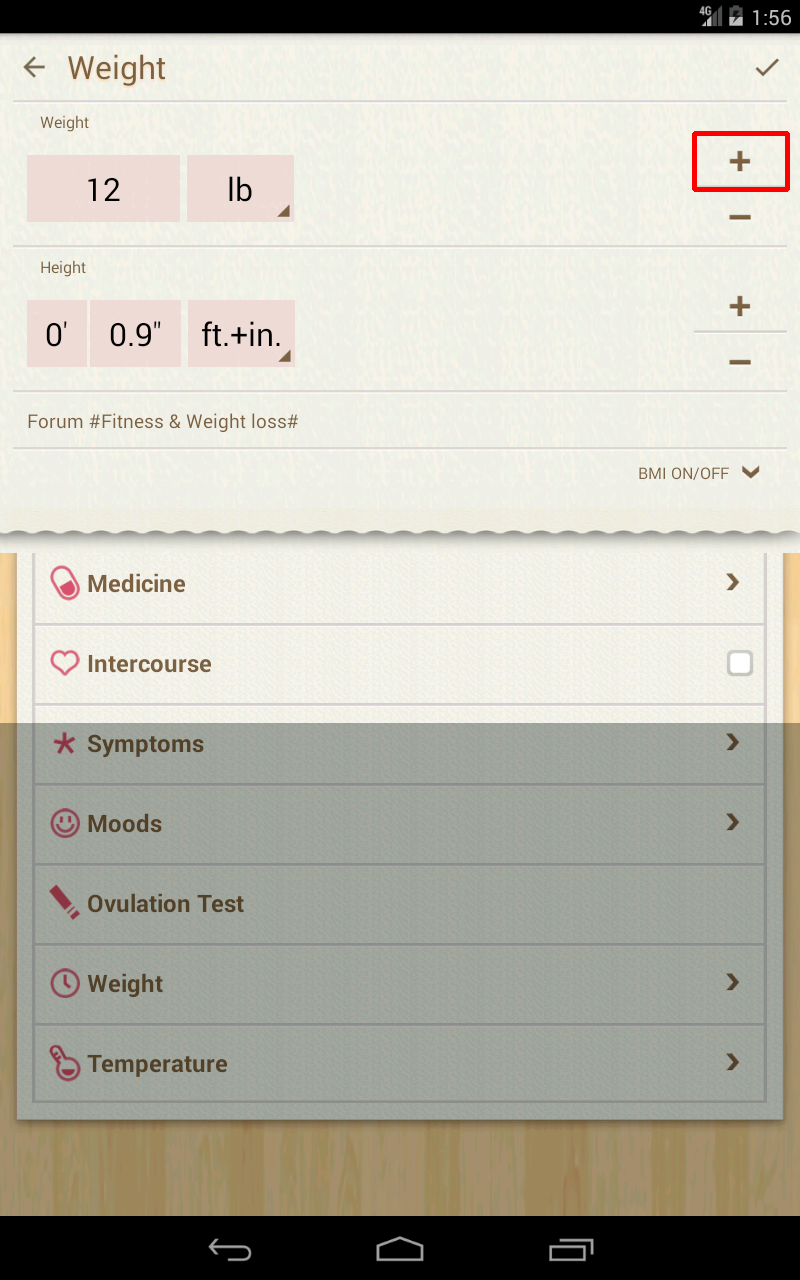 4G 1:56
Weight
Weight
12 lb
Height
0' 0.9" ft.+in.
Forum #Fitness & Weight loss#
BMI ON/OFF
Medicine
Intercourse
Symptoms
Moods
Ovulation Test
Weight
Temperature